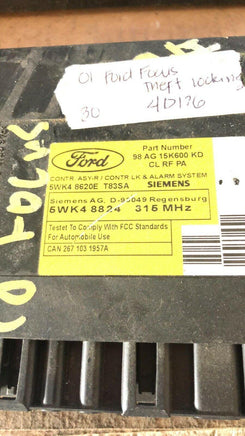 01 Ford Focus
Theft locking
30 4D136
Ford
Part Number
98 AG 15K600 KD
CL RF PA
CONTR ASY-R / CONTR LK & ALARM SYSTEM
5WK4 8620E T83SA SIEMENS
Siemens AG, D-93049 Regensburg
5WK4 8824 315 MHz
Testet To Comply With FCC Standards
For Automobile Use
CAN 267 103 1957A